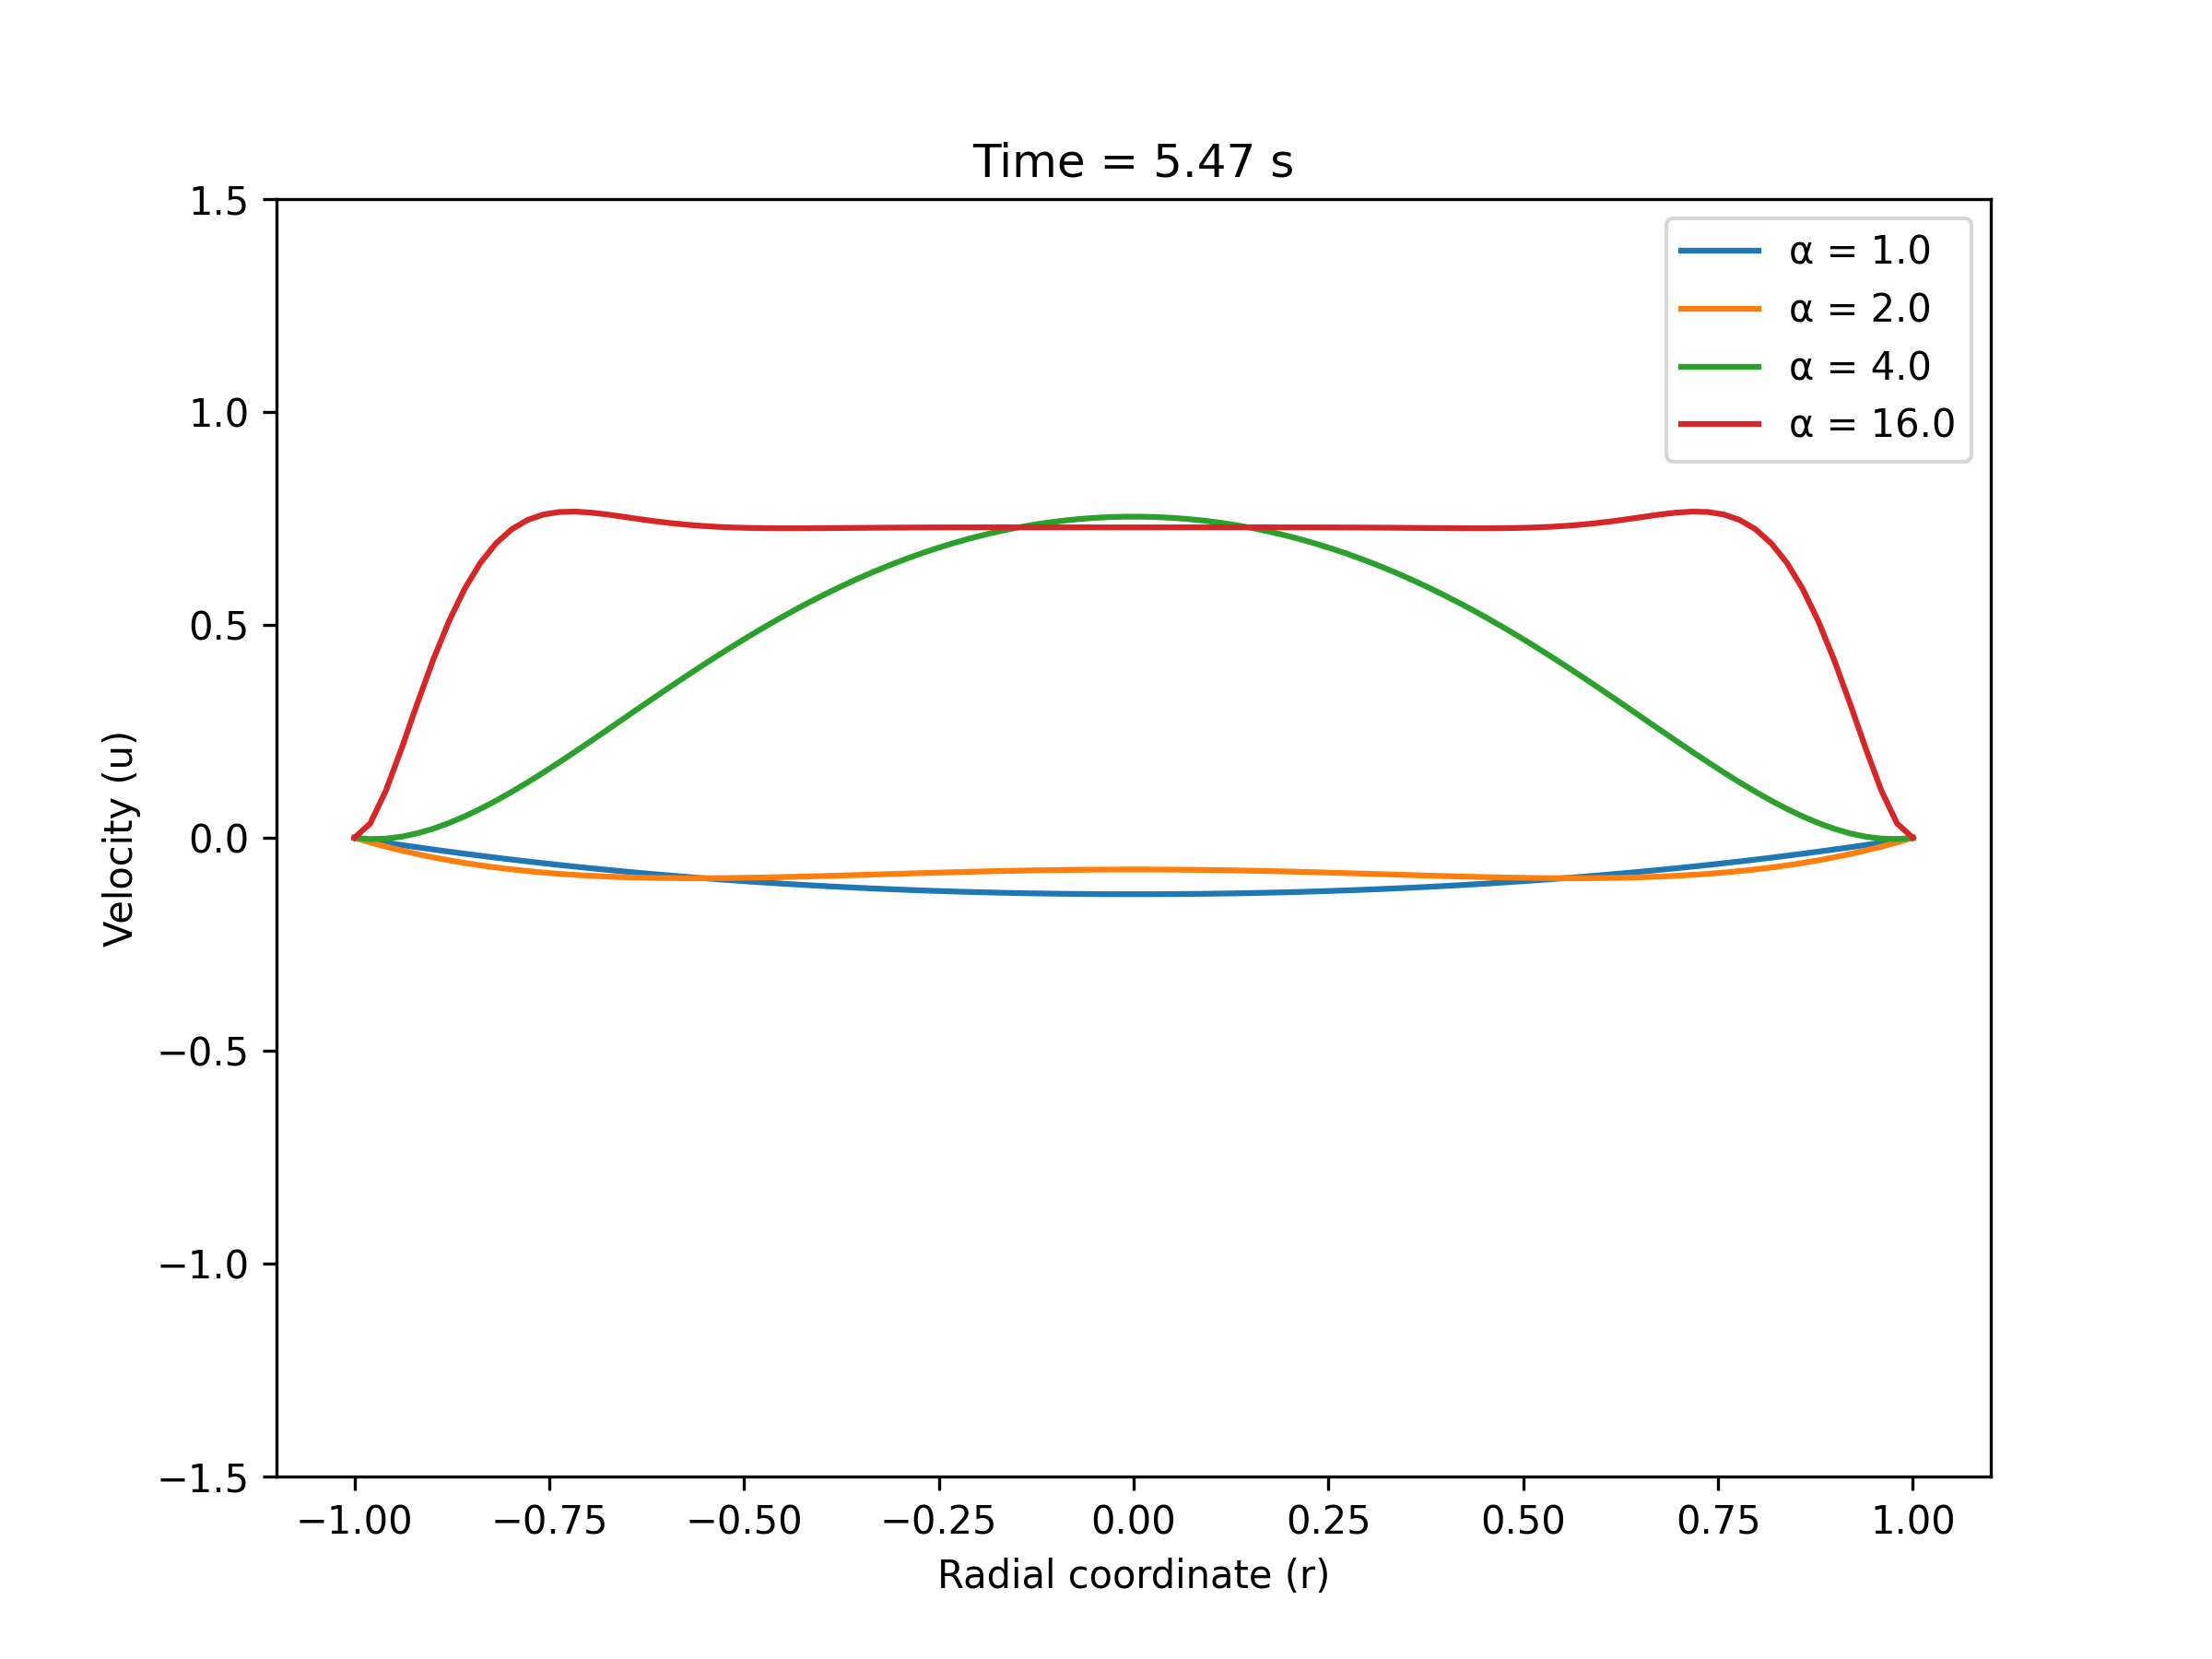 Time = 5.47 s
1.5
1.0
0.5
0.0
−0.5
−1.0
−1.5
Velocity (u)
α = 1.0
α = 2.0
α = 4.0
α = 16.0
−1.00 −0.75 −0.50 −0.25 0.00 0.25 0.50 0.75 1.00
Radial coordinate (r)